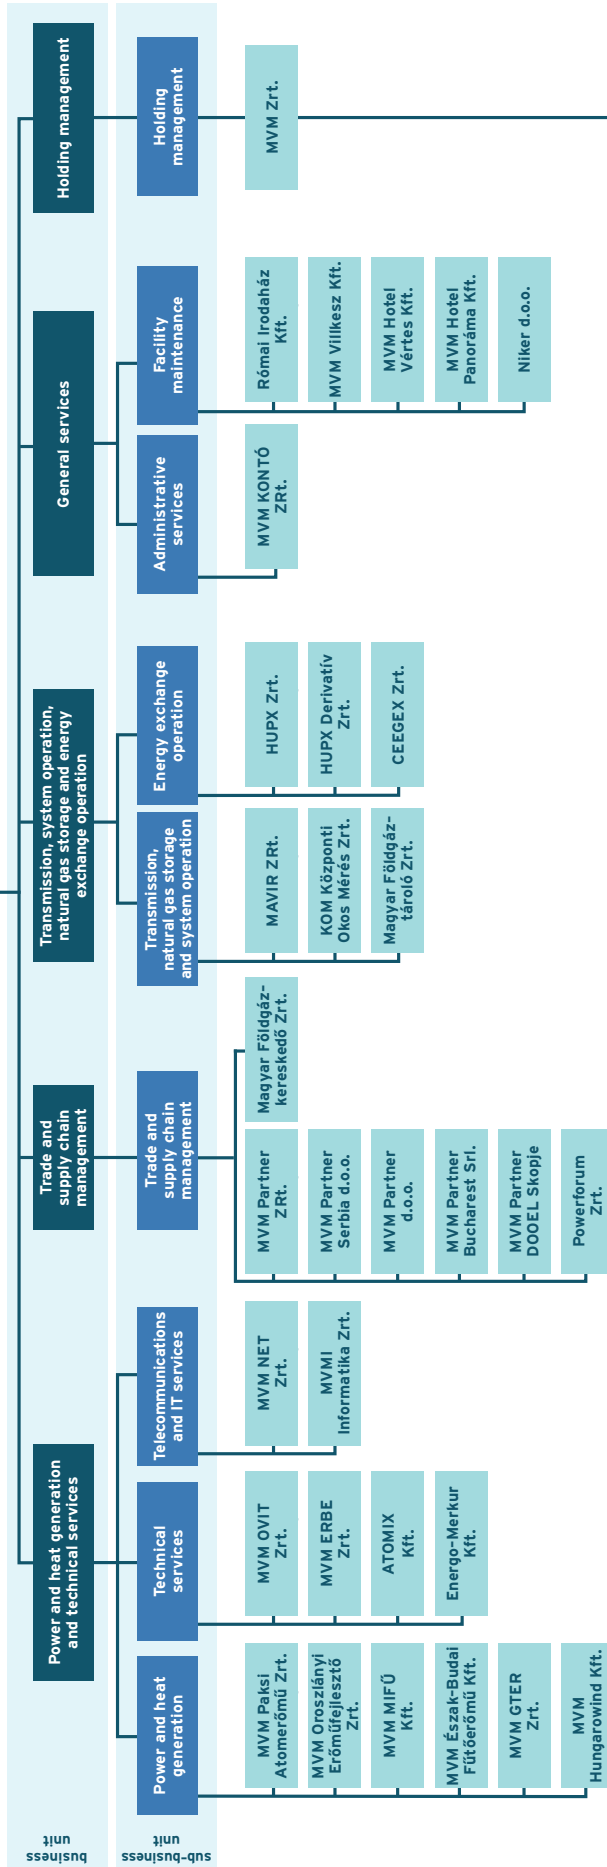 business
unit
Power and heat generation
and technical services
Trade and
supply chain
management
Transmission, system operation,
natural gas storage and energy
exchange operation
General services
Holding management
sub-business
unit
Power and heat
generation
Technical
services
Telecommunications
and IT services
Trade and
supply chain
management
Transmission,
natural gas storage
and system operation
Energy exchange
operation
Administrative
services
Facility
maintenance
Holding
management
MVM Paksi
Atomerőmű Zrt.
MVM Oroszlányi
Erőműfejlesztő
Zrt.
MVM MIFŰ
Kft.
MVM Észak-Budai
Fűtőerőmű Kft.
MVM GTER
Zrt.
MVM
Hungarowind Kft.
MVM OVIT
Zrt.
MVM ERBE
Zrt.
ATOMIX
Kft.
Energo-Merkur
Kft.
MVM NET
Zrt.
MVMI
Informatika Zrt.
MVM Partner
ZRt.
MVM Partner
Serbia d.o.o.
MVM Partner
d.o.o.
MVM Partner
Bucharest Srl.
MVM Partner
DOOEL Skopje
Powerforum
Zrt.
Magyar Földgáz-
kereskedő Zrt.
MAVIR ZRt.
KOM Központi
Okos Mérés Zrt.
Magyar Földgáz-
tároló Zrt.
HUPX Zrt.
HUPX Derivatív
Zrt.
CEEGEX Zrt.
MVM KONTÓ
ZRt.
Római Irodaház
Kft.
MVM Villkesz Kft.
MVM Hotel
Vértes Kft.
MVM Hotel
Panoráma Kft.
Niker d.o.o.
MVM Zrt.